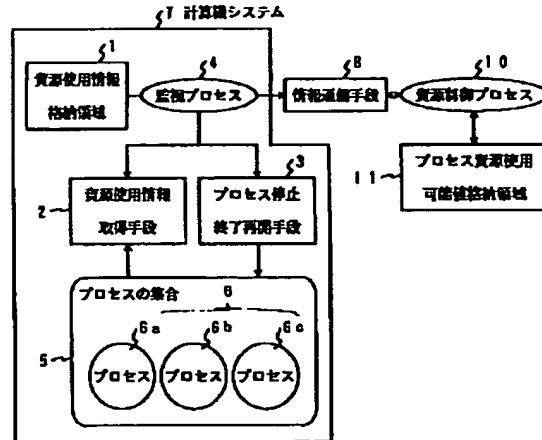 7 計算機システム
1
4
8
10
資源使用情報
格納領域
監視プロセス
情報通信手段
資源制御プロセス
3
11
プロセス資源使用
可能値格納領域
2
資源使用情報
取得手段
プロセス停止
終了再開手段
プロセスの集合
6
5
6a
6b
6c
プロセス
プロセス
プロセス